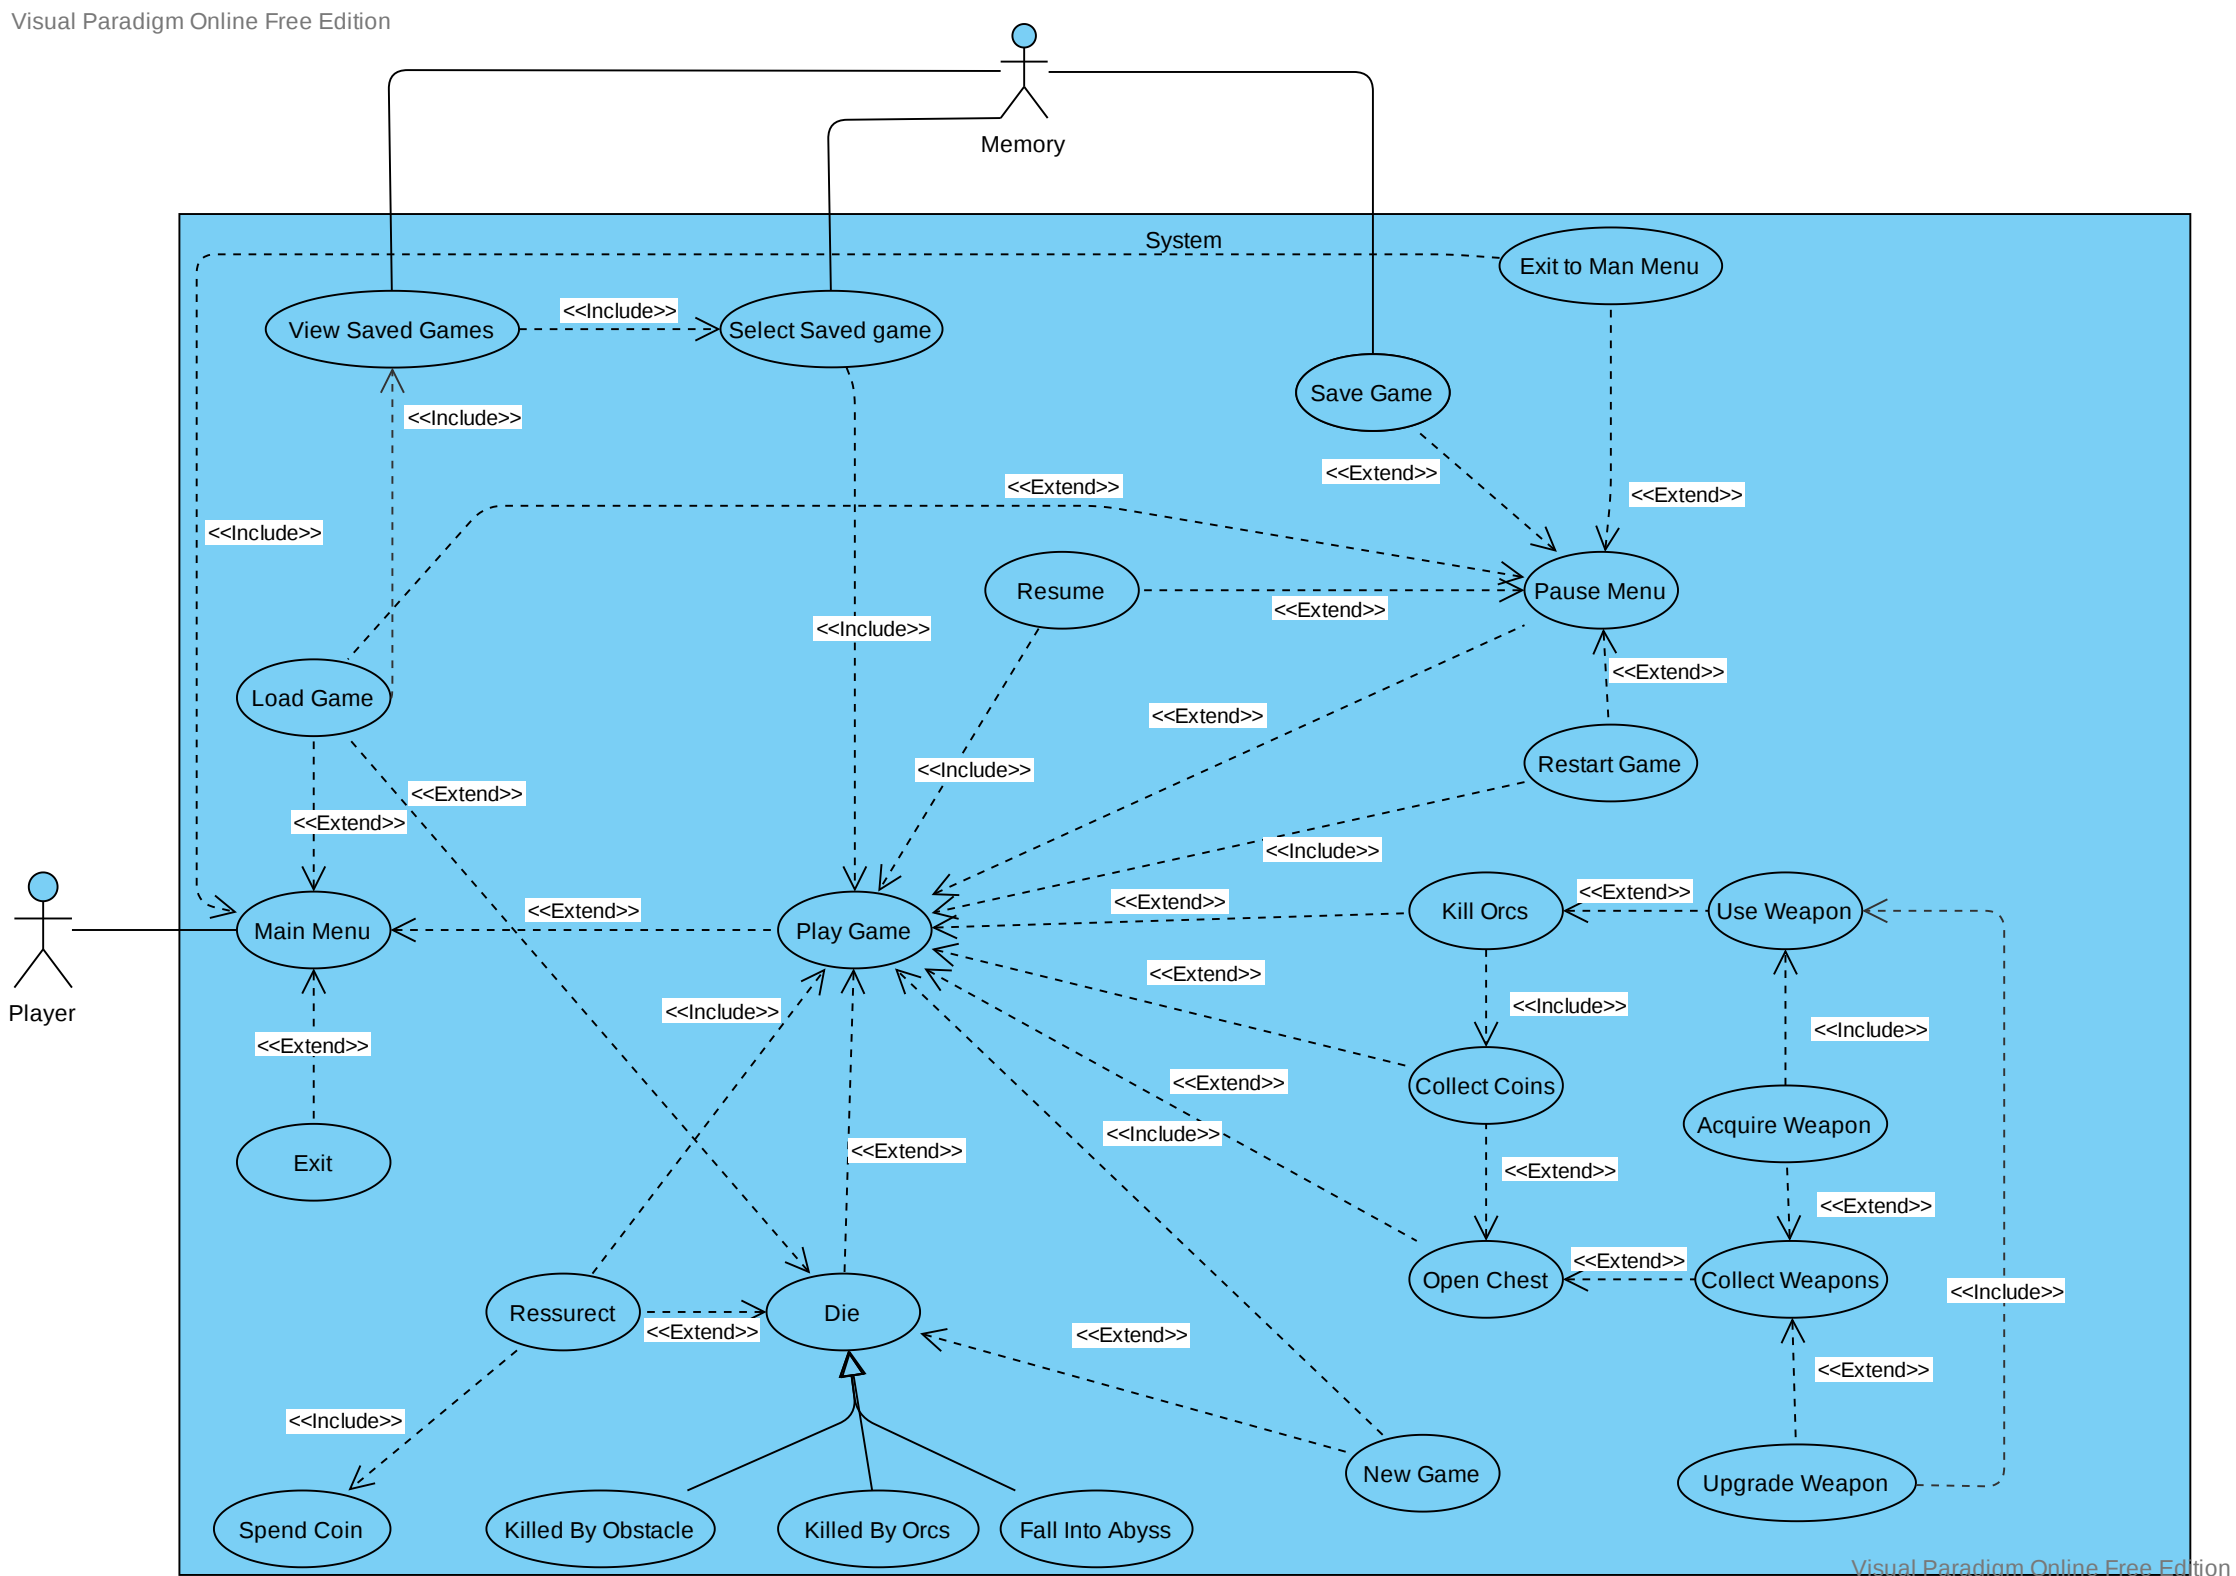 Visual Paradigm Online Free Edition
Memory
System
Exit to Man Menu
<<Include>>
View Saved Games
Select Saved game
Save Game
<<Include>>
<<Extend>>
<<Extend>>
<<Extend>>
<<Include>>
Resume
Pause Menu
<<Extend>>
<<Include>>
<<Extend>>
Load Game
<<Extend>>
Restart Game
<<Include>>
<<Extend>>
<<Extend>>
<<Include>>
<<Extend>>
<<Extend>>
<<Extend>>
Kill Orcs
Use Weapon
Main Menu
Play Game
<<Extend>>
<<Include>>
<<Include>>
Player
<<Include>>
<<Extend>>
<<Extend>>
Collect Coins
Acquire Weapon
<<Include>>
<<Extend>>
Exit
<<Extend>>
<<Extend>>
<<Extend>>
Open Chest
Collect Weapons
<<Include>>
Ressurect
Die
<<Extend>>
<<Extend>>
<<Extend>>
<<Include>>
New Game
Upgrade Weapon
Spend Coin
Killed By Obstacle
Killed By Orcs
Fall Into Abyss
Visual Paradigm Online Free Edition